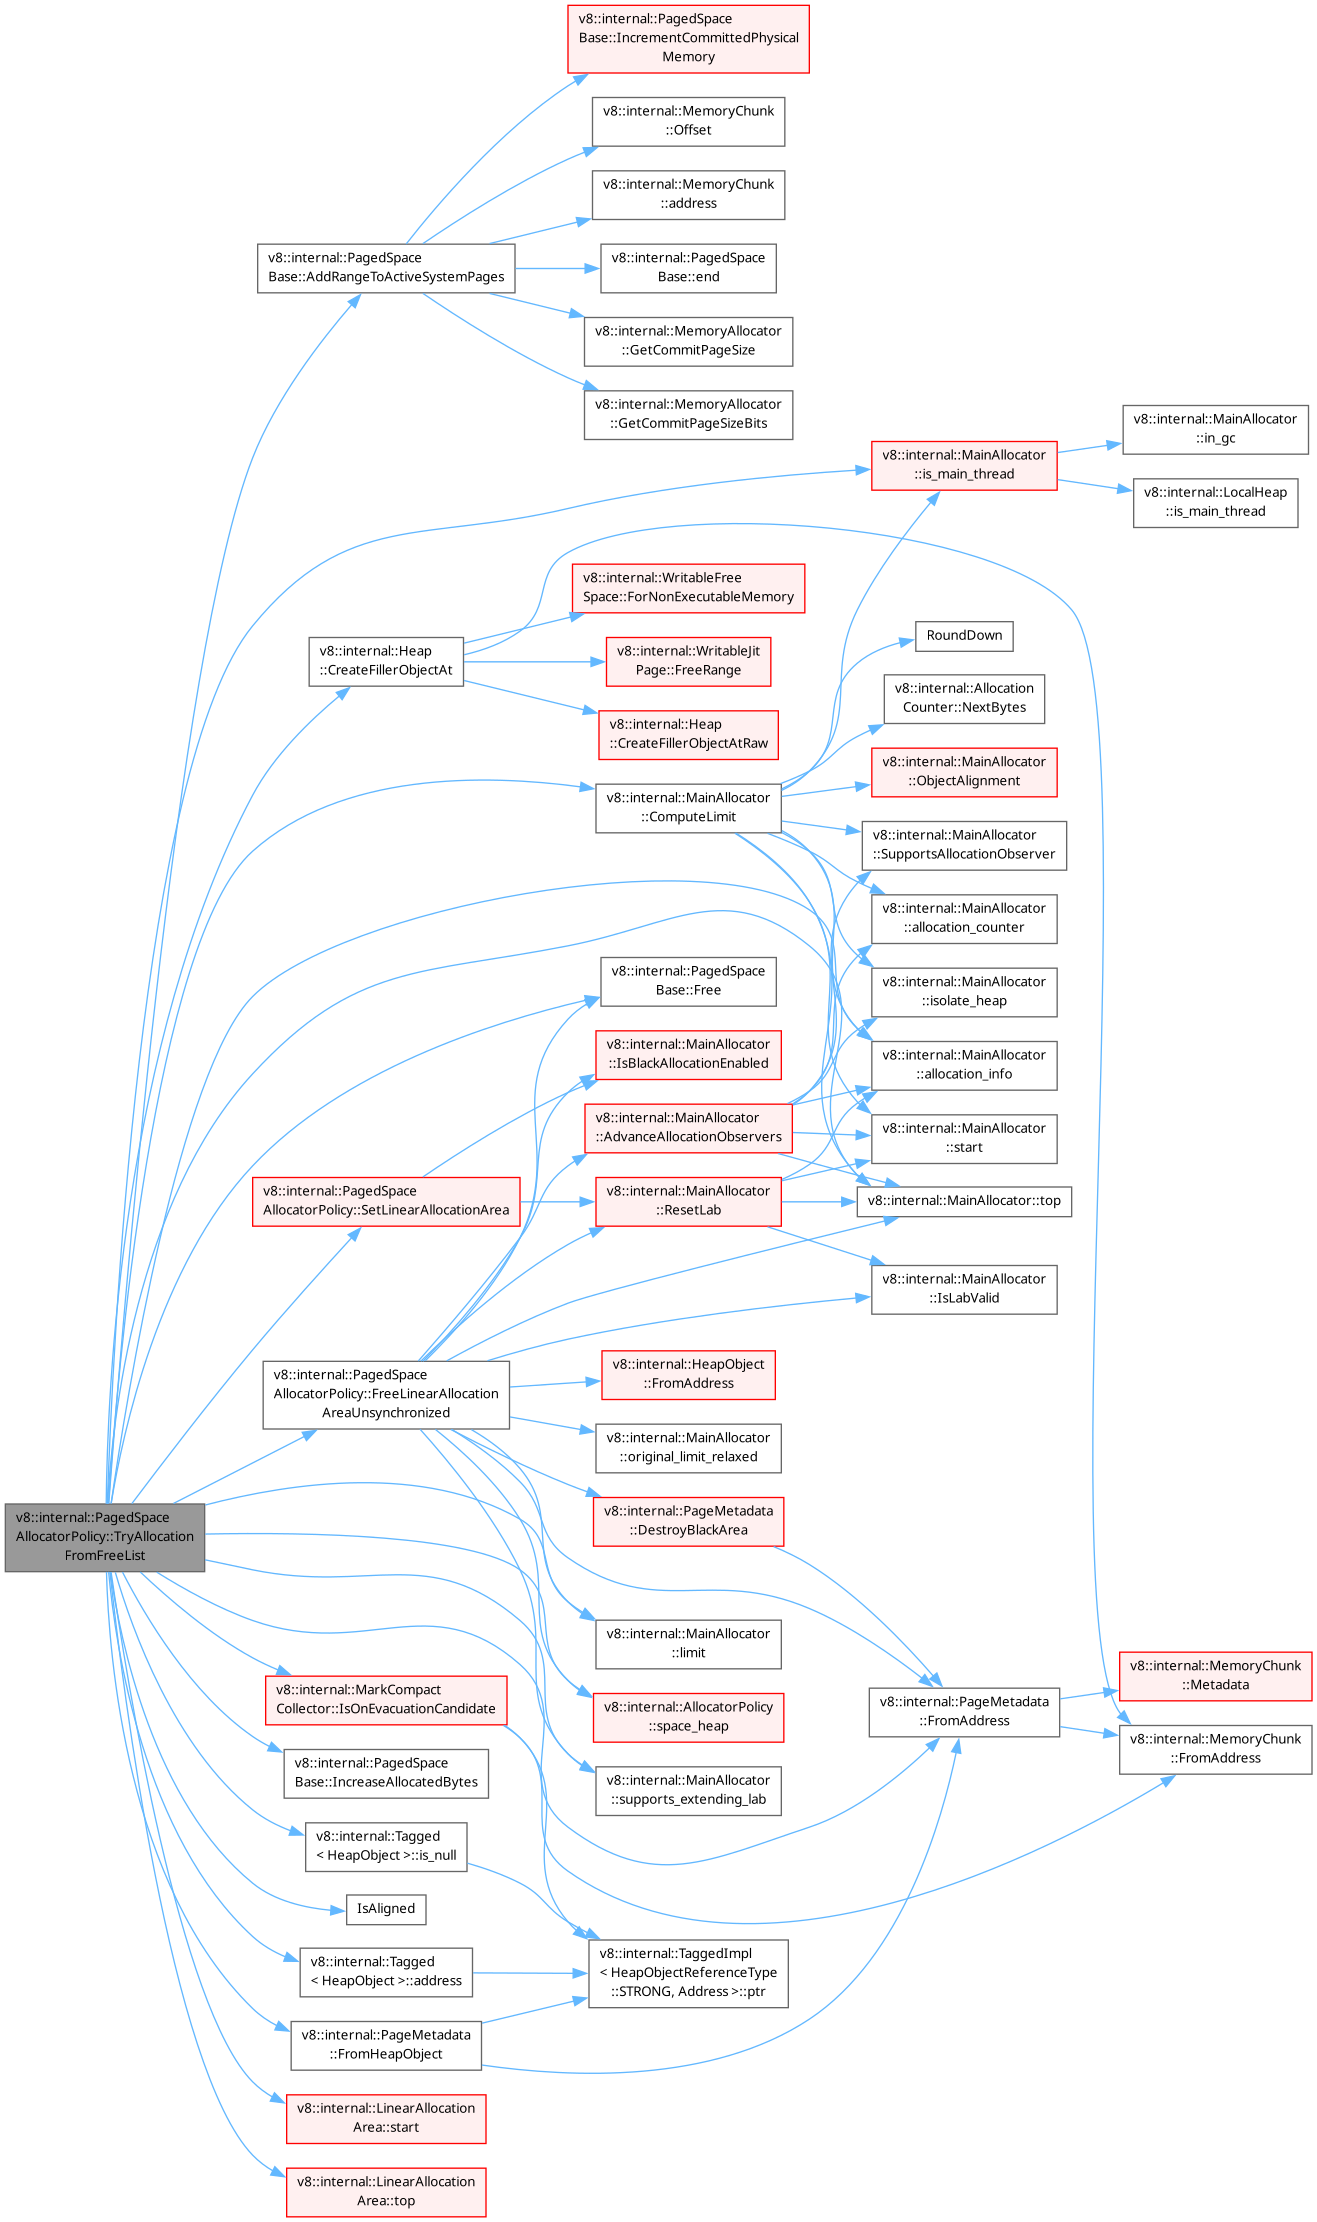 v8::internal::PagedSpace
Base::IncrementCommittedPhysical
Memory
v8::internal::MemoryChunk
::Offset
v8::internal::MemoryChunk
::address
v8::internal::PagedSpace
Base::AddRangeToActiveSystemPages
v8::internal::PagedSpace
Base::end
v8::internal::MemoryAllocator
::GetCommitPageSize
v8::internal::MemoryAllocator
::GetCommitPageSizeBits
v8::internal::MainAllocator
::in_gc
v8::internal::MainAllocator
::is_main_thread
v8::internal::LocalHeap
::is_main_thread
v8::internal::WritableFree
Space::ForNonExecutableMemory
RoundDown
v8::internal::Heap
::CreateFillerObjectAt
v8::internal::WritableJit
Page::FreeRange
v8::internal::Allocation
Counter::NextBytes
v8::internal::Heap
::CreateFillerObjectAtRaw
v8::internal::MainAllocator
::ObjectAlignment
v8::internal::MainAllocator
::ComputeLimit
v8::internal::MainAllocator
::SupportsAllocationObserver
v8::internal::MainAllocator
::allocation_counter
v8::internal::PagedSpace
Base::Free
v8::internal::MainAllocator
::isolate_heap
v8::internal::MainAllocator
::IsBlackAllocationEnabled
v8::internal::MainAllocator
::allocation_info
v8::internal::MainAllocator
::AdvanceAllocationObservers
v8::internal::MainAllocator
::start
v8::internal::PagedSpace
AllocatorPolicy::SetLinearAllocationArea
v8::internal::MainAllocator
::ResetLab
v8::internal::MainAllocator::top
v8::internal::MainAllocator
::IsLabValid
v8::internal::PagedSpace
AllocatorPolicy::FreeLinearAllocation
AreaUnsynchronized
v8::internal::HeapObject
::FromAddress
v8::internal::MainAllocator
::original_limit_relaxed
v8::internal::PagedSpace
AllocatorPolicy::TryAllocation
FromFreeList
v8::internal::PageMetadata
::DestroyBlackArea
v8::internal::MainAllocator
::limit
v8::internal::MarkCompact
Collector::IsOnEvacuationCandidate
v8::internal::AllocatorPolicy
::space_heap
v8::internal::PageMetadata
::FromAddress
v8::internal::MemoryChunk
::Metadata
v8::internal::MemoryChunk
::FromAddress
v8::internal::PagedSpace
Base::IncreaseAllocatedBytes
v8::internal::MainAllocator
::supports_extending_lab
v8::internal::Tagged
< HeapObject >::is_null
IsAligned
v8::internal::Tagged
< HeapObject >::address
v8::internal::TaggedImpl
< HeapObjectReferenceType
::STRONG, Address >::ptr
v8::internal::PageMetadata
::FromHeapObject
v8::internal::LinearAllocation
Area::start
v8::internal::LinearAllocation
Area::top